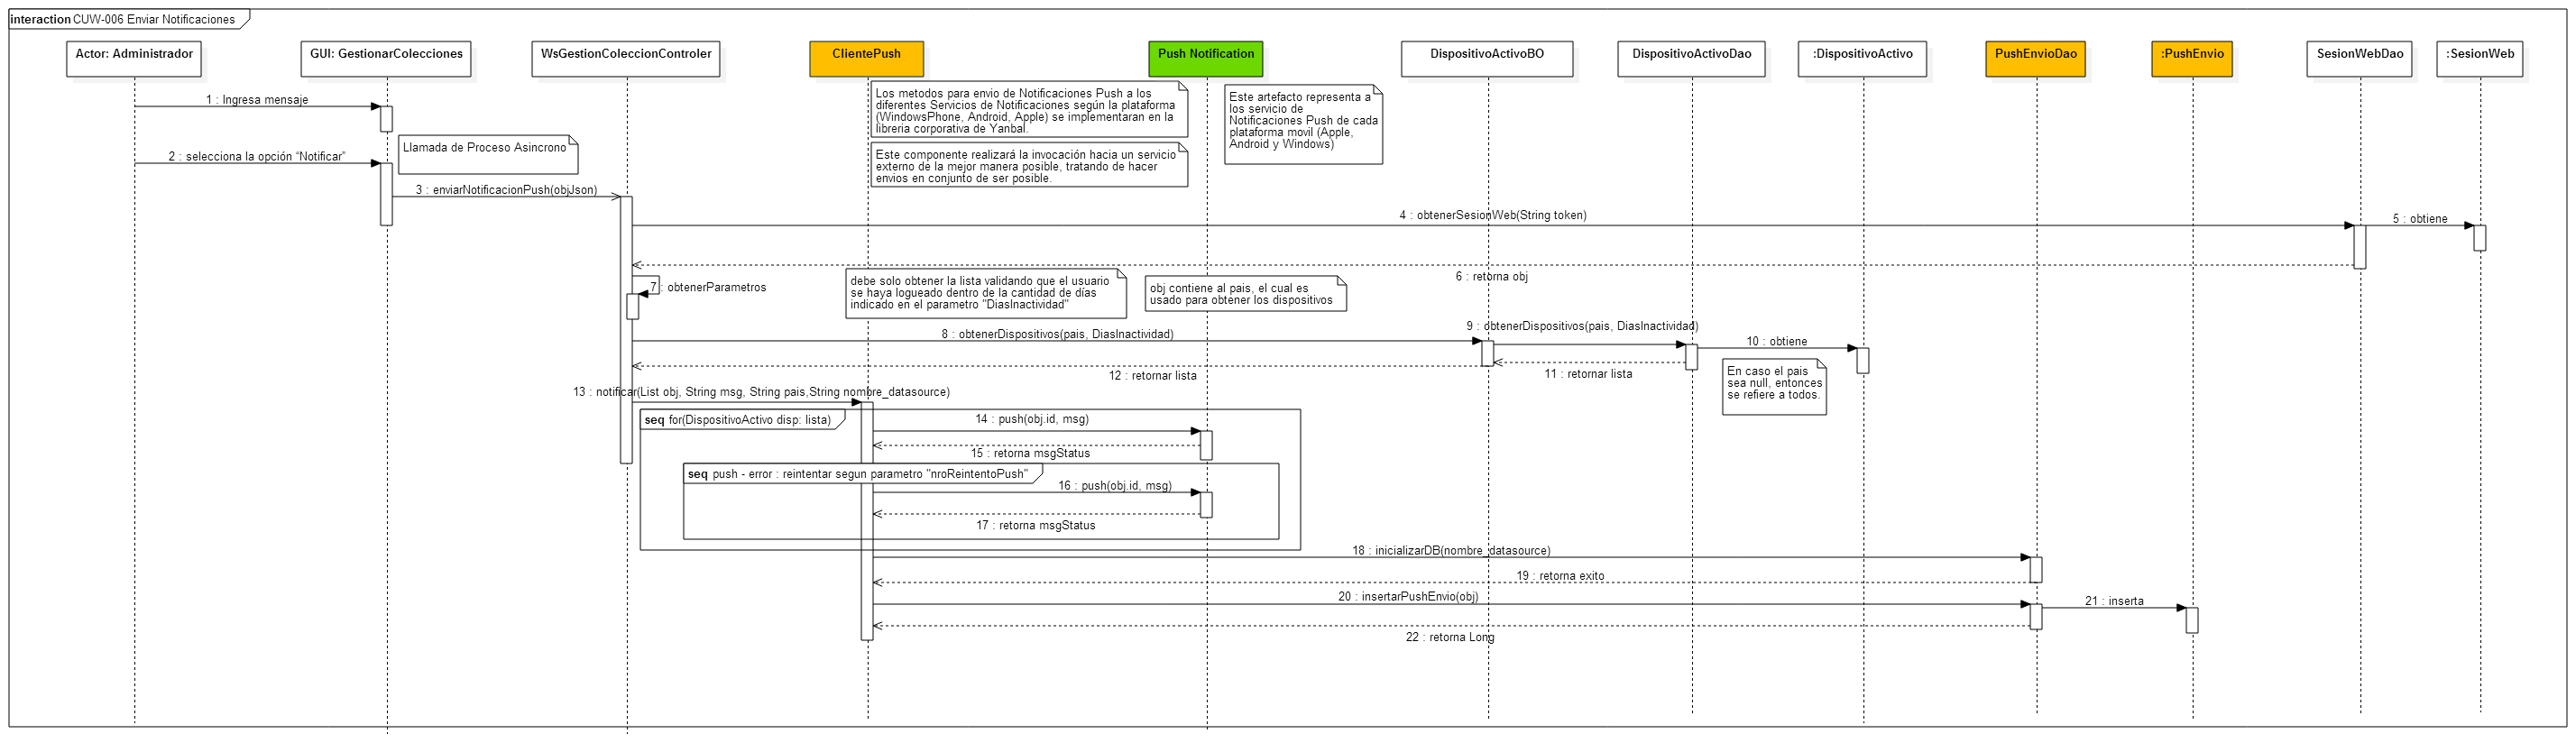 interaction CUW-006 Enviar Notificaciones
Actor: Administrador
GUI: GestionarColecciones
WsGestionColeccionControler
ClientePush
Push Notification
DispositivoActivoBO
DispositivoActivoDao
:DispositivoActivo
PushEnvioDao
:PushEnvio
SesionWebDao
:SesionWeb
Los metodos para envio de Notificaciones Push a los
diferentes Servicios de Notificaciones según la plataforma
(WindowsPhone, Android, Apple) se implementaran en la
libreria corporativa de Yanbal.
Este artefacto representa a
los servicio de
Notificaciones Push de cada
plataforma movil (Apple,
Android y Windows)
1 : Ingresa mensaje
Llamada de Proceso Asincrono
2 : selecciona la opción “Notificar”
Este componente realizará la invocación hacia un servicio
externo de la mejor manera posible, tratando de hacer
envios en conjunto de ser posible.
3 : enviarNotificacionPush(objJson)
4 : obtenerSesionWeb(String token)
5 : obtiene
6 : retorna obj
7 : obtenerParametros
debe solo obtener la lista validando que el usuario
se haya logueado dentro de la cantidad de días
indicado en el parametro "DiasInactividad"
obj contiene al pais, el cual es
usado para obtener los dispositivos
8 : obtenerDispositivos(pais, DiasInactividad)
9 : obtenerDispositivos(pais, DiasInactividad)
10 : obtiene
11 : retornar lista
12 : retornar lista
En caso el pais
sea null, entonces
se refiere a todos.
13 : notificar(List obj, String msg, String pais,String nombre_datasource)
seq for(DispositivoActivo disp: lista)
14 : push(obj.id, msg)
15 : retorna msgStatus
seq push - error : reintentar segun parametro "nroReintentoPush"
16 : push(obj.id, msg)
17 : retorna msgStatus
18 : inicializarDB(nombre_datasource)
19 : retorna exito
20 : insertarPushEnvio(obj)
21 : inserta
22 : retorna Long